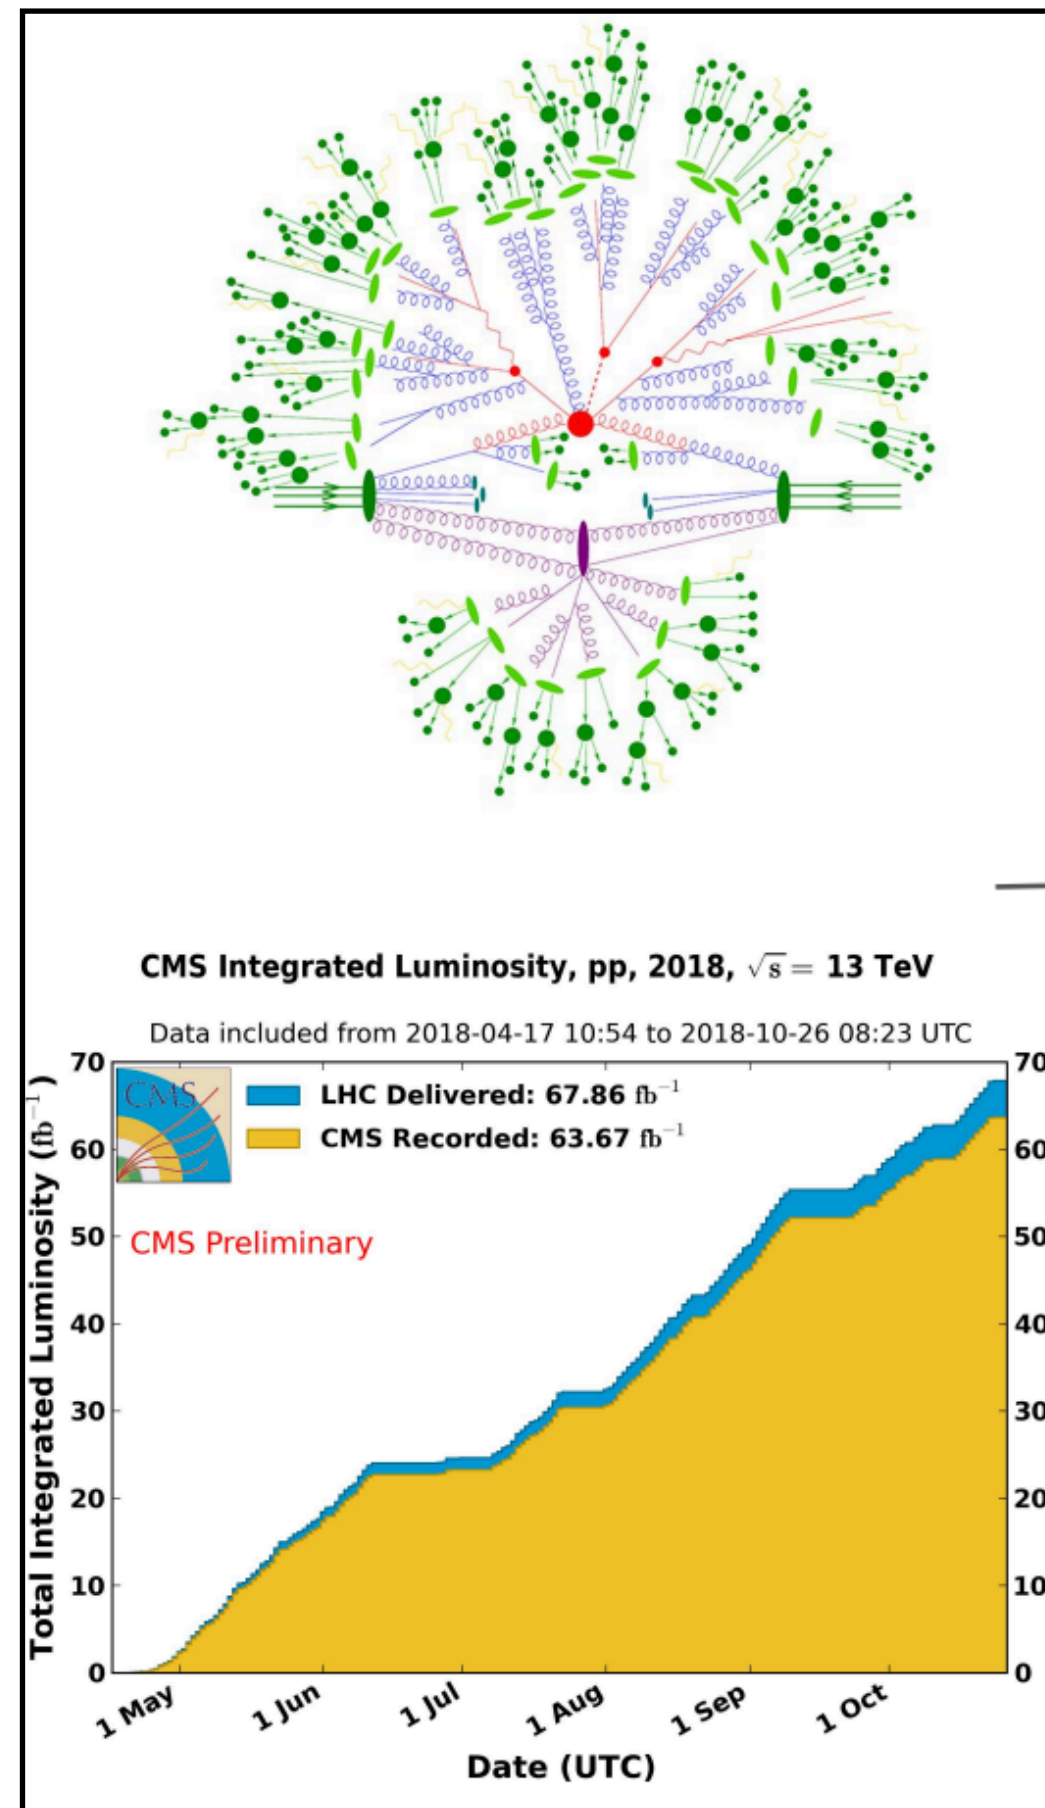 CMS Integrated Luminosity, pp, 2018, √s = 13 TeV
Data included from 2018-04-17 10:54 to 2018-10-26 08:23 UTC
CMS
LHC Delivered: 67.86 fb⁻¹
CMS Recorded: 63.67 fb⁻¹
CMS Preliminary
Total Integrated Luminosity (fb⁻¹)
70
60
50
40
30
20
10
0
70
60
50
40
30
20
10
0
1 May
1 Jun
1 Jul
1 Aug
1 Sep
1 Oct
Date (UTC)